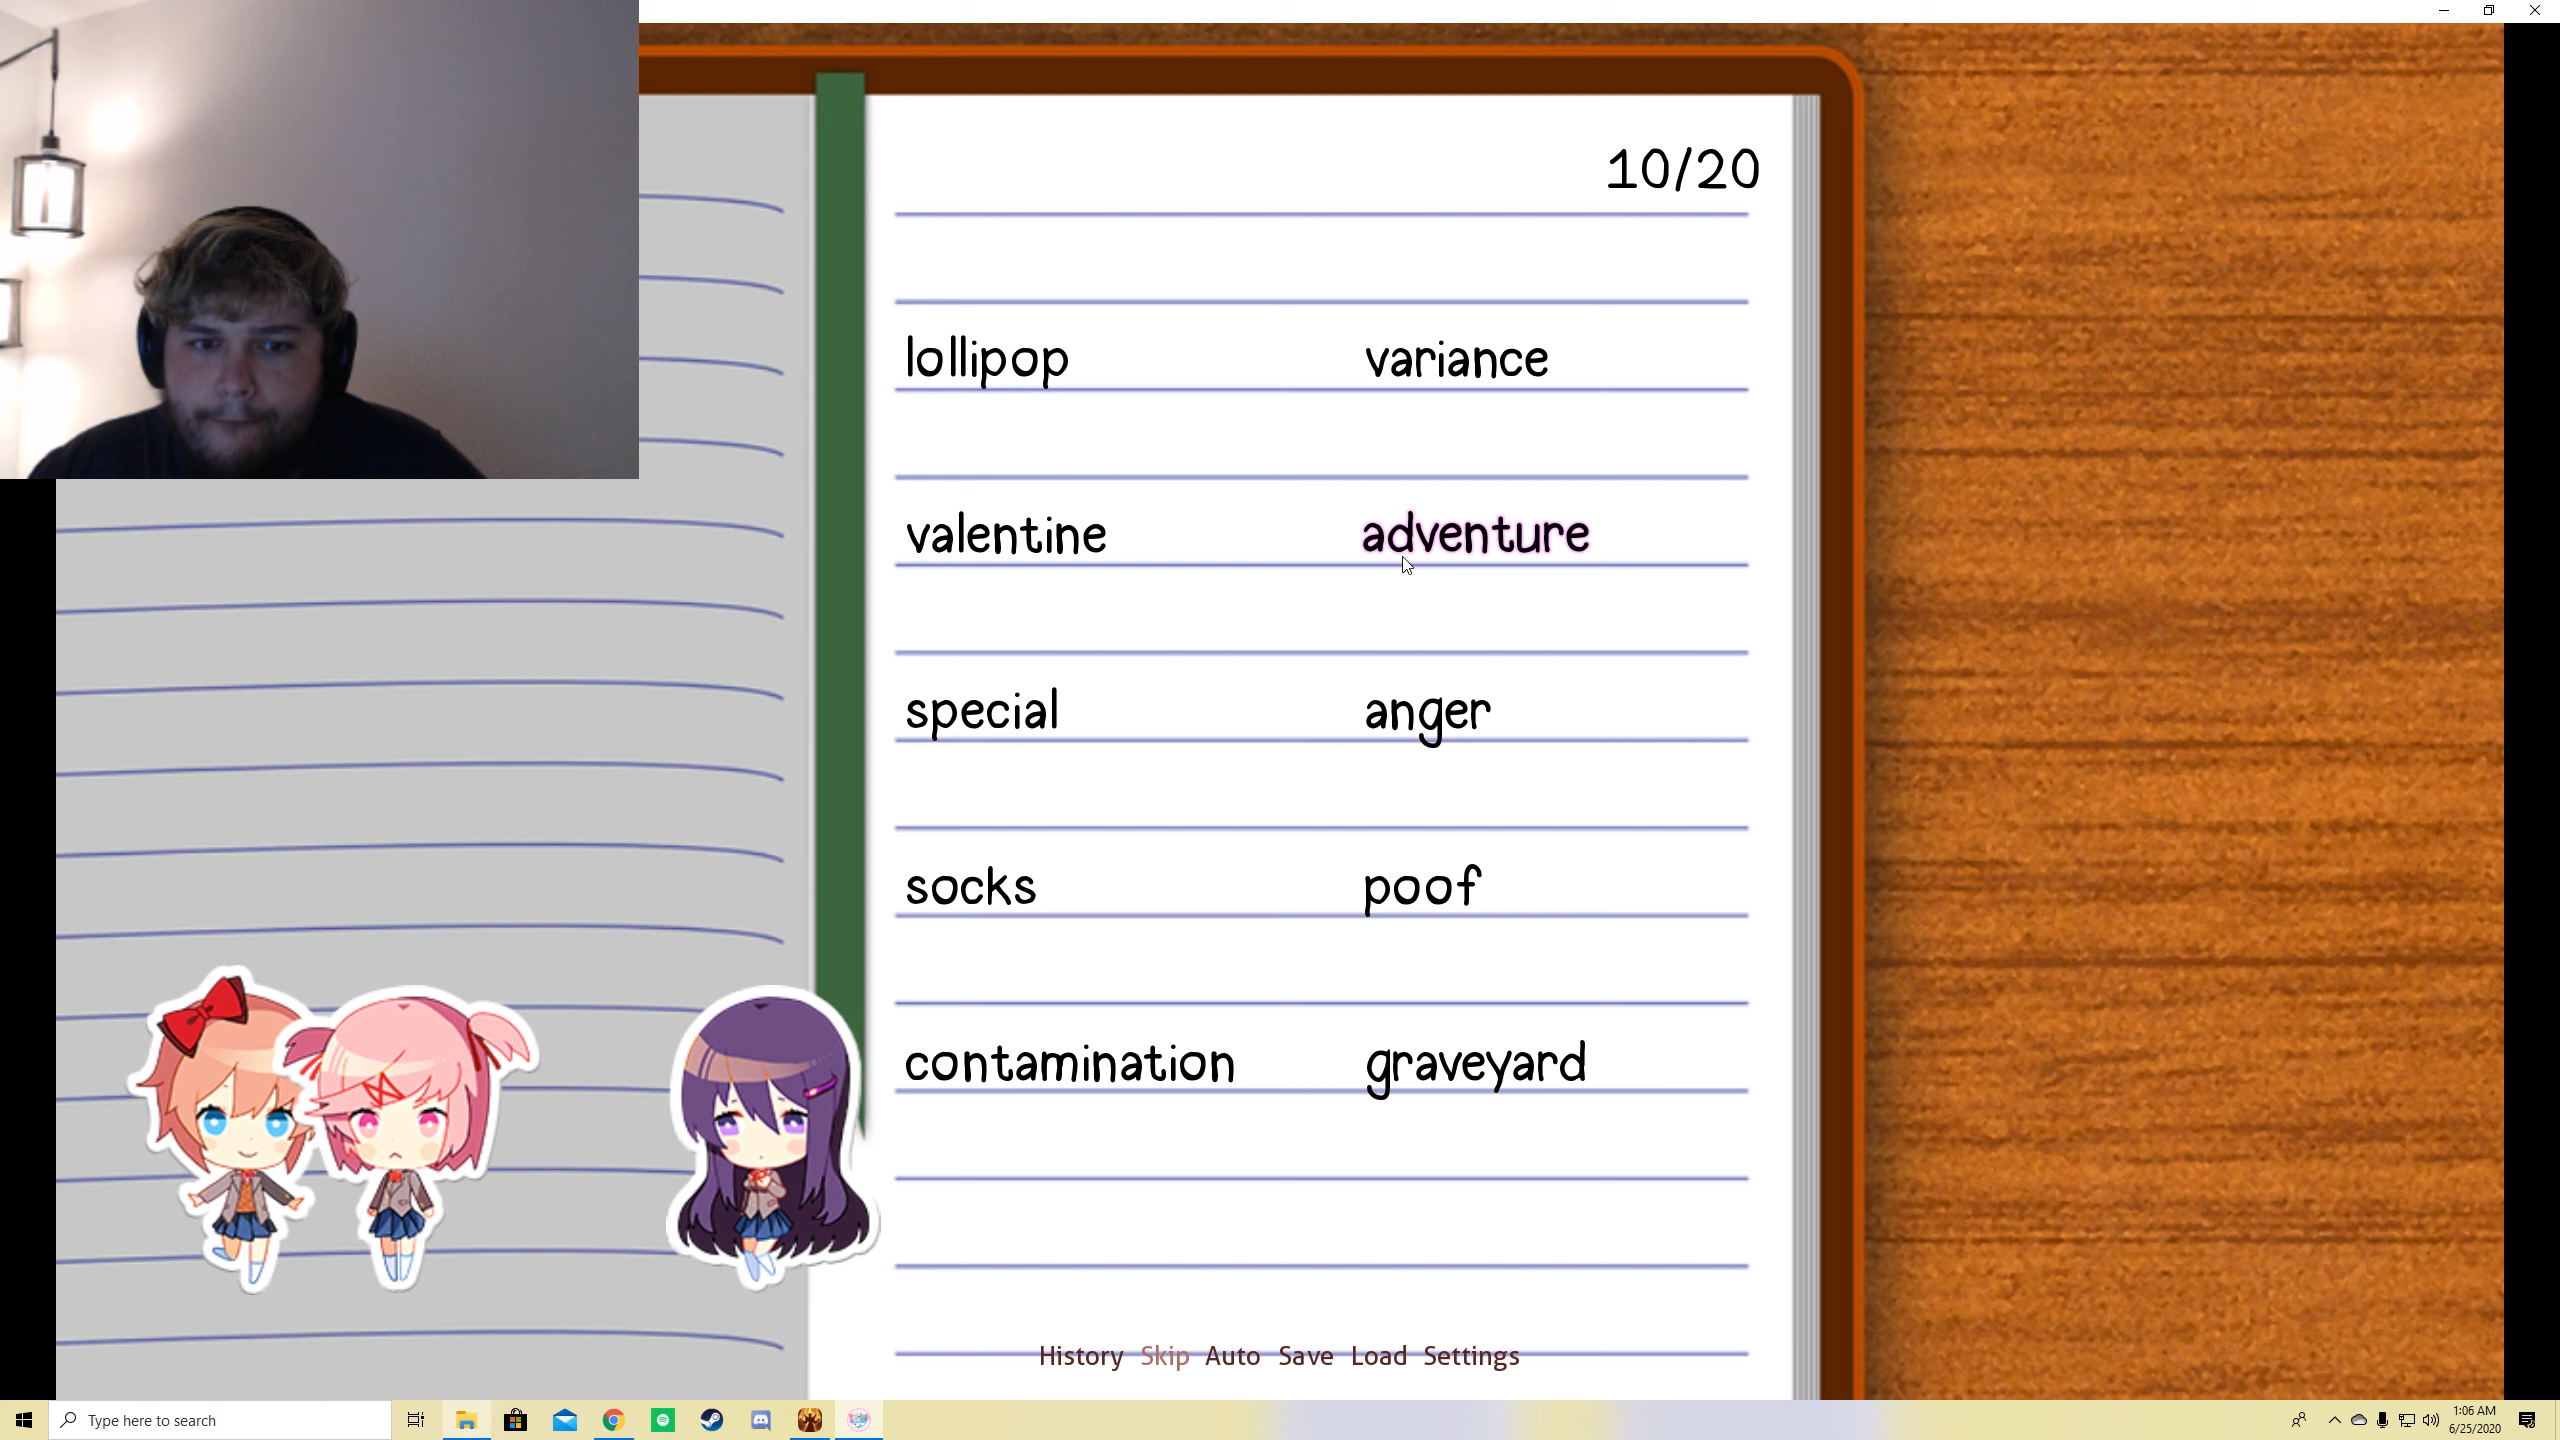 10/20
lollipop variance
valentine adventure
special anger
socks poof
contamination graveyard
History Skip Auto Save Load Settings
Type here to search
1:06 AM
6/25/2020